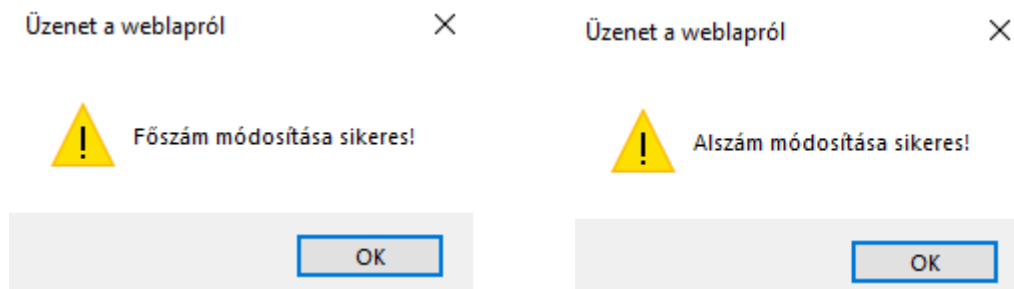 Üzenet a weblapról
Főszám módosítása sikeres!
OK
Üzenet a weblapról
Alszám módosítása sikeres!
OK